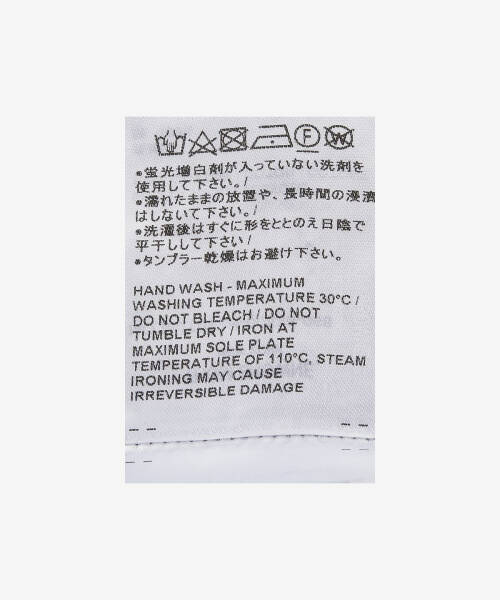 F W
※蛍光増白剤が入っていない洗剤を
使用して下さい。/
※濡れたままの放置や、長時間の浸漬
はしないで下さい。/
※洗濯後はすぐに形をととのえ日陰で
平干しして下さい/
※タンブラー乾燥はお避け下さい。
HAND WASH - MAXIMUM
WASHING TEMPERATURE 30°C /
DO NOT BLEACH / DO NOT
TUMBLE DRY / IRON AT
MAXIMUM SOLE PLATE
TEMPERATURE OF 110°C, STEAM
IRONING MAY CAUSE
IRREVERSIBLE DAMAGE